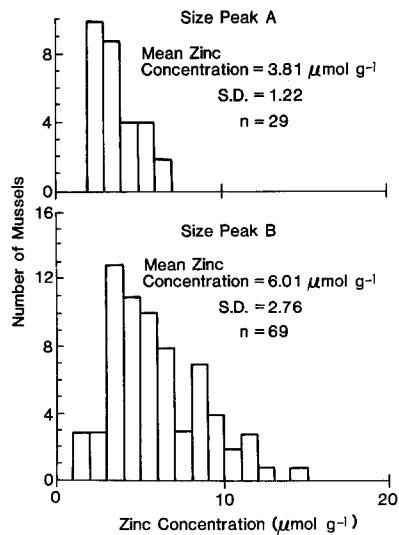 Size Peak A
Mean Zinc
Concentration = 3.81 μmol g⁻¹
S.D. = 1.22
n = 29
8
4
0
Number of Mussels
16
Size Peak B
Mean Zinc
Concentration = 6.01 μmol g⁻¹
S.D. = 2.76
n = 69
12
8
4
0
0
10
20
Zinc Concentration (μmol g⁻¹)